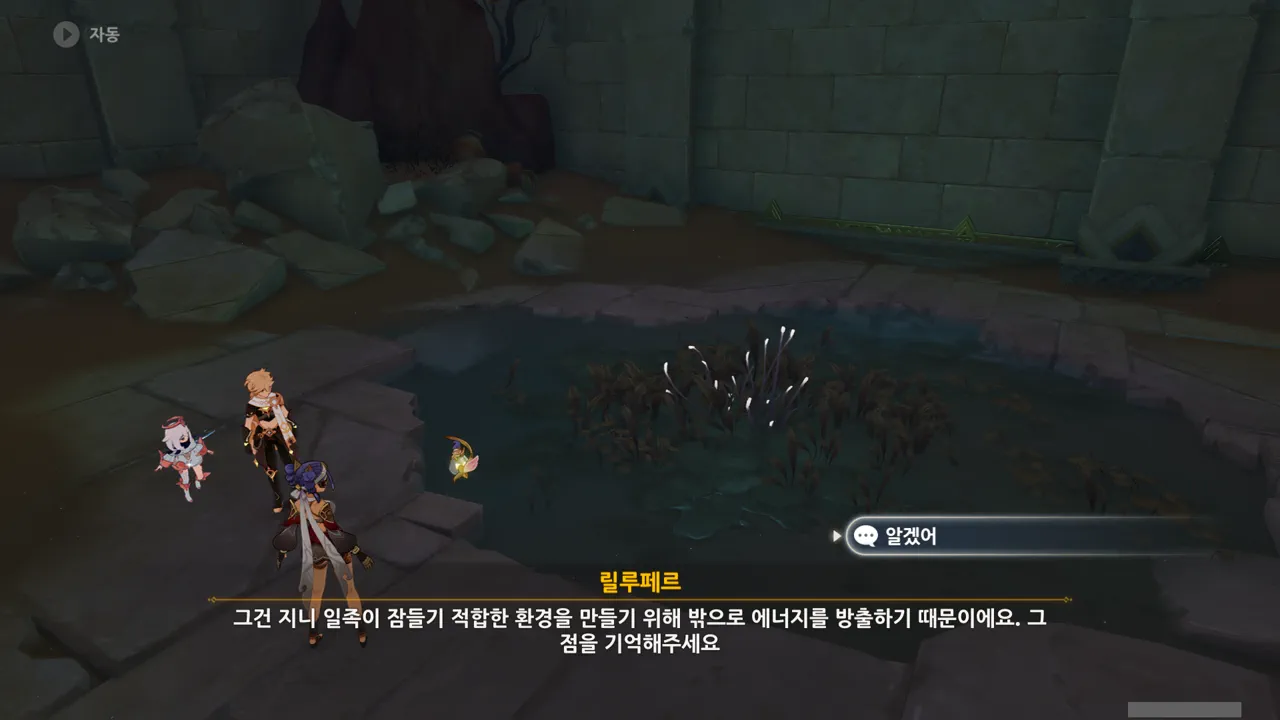 자동
알겠어
릴루페르
그건 지니 일족이 잠들기 적합한 환경을 만들기 위해 밖으로 에너지를 방출하기 때문이에요. 그
점을 기억해주세요